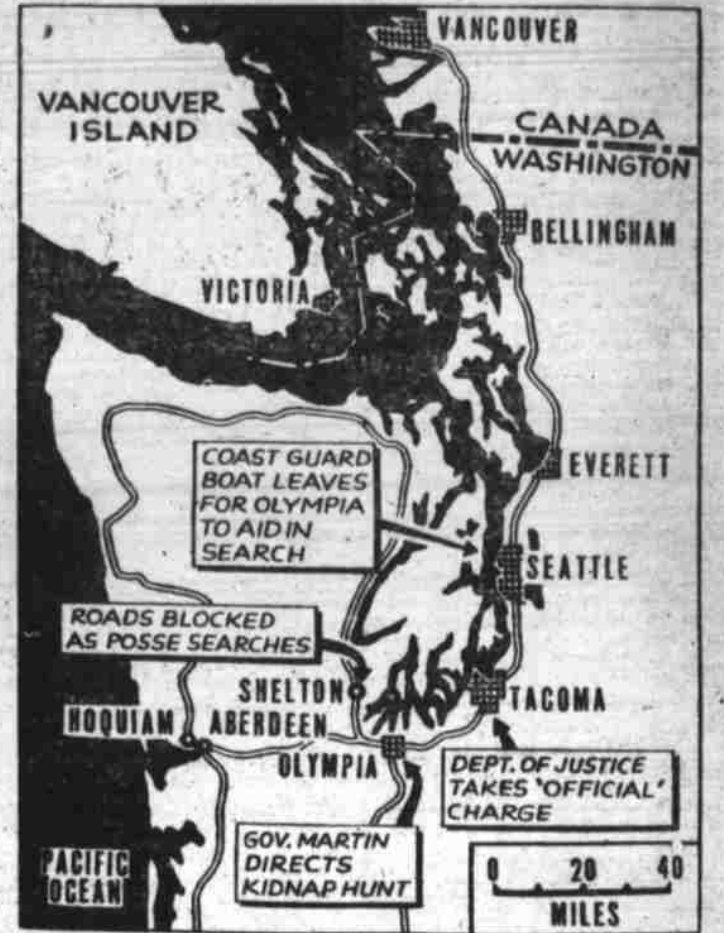 VANCOUVER
VANCOUVER
ISLAND
CANADA
WASHINGTON
BELLINGHAM
VICTORIA
COAST GUARD
BOAT LEAVES
FOR OLYMPIA
TO AID IN
SEARCH
EVERETT
SEATTLE
ROADS BLOCKED
AS POSSE SEARCHES
SHELTON
TACOMA
HOQUIAM
ABERDEEN
OLYMPIA
DEPT. OF JUSTICE
TAKES 'OFFICIAL'
CHARGE
GOV. MARTIN
DIRECTS
KIDNAP HUNT
PACIFIC
OCEAN
0 20 40
MILES